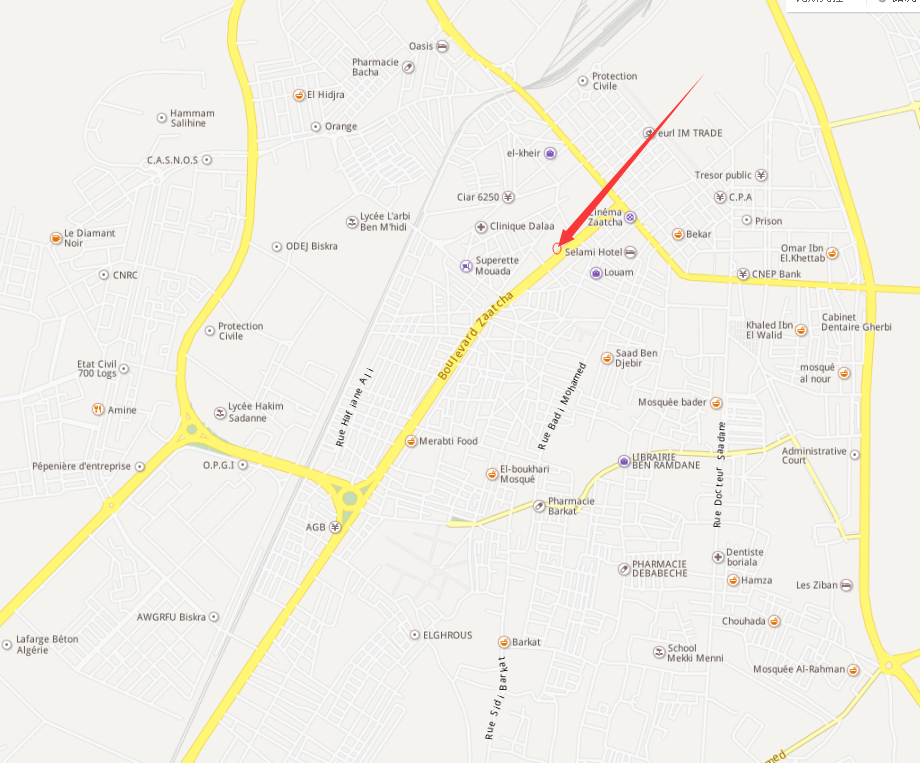 Oasis
Pharmacie
Bacha
Protection
Civile
El Hidjra
Hammam
Salihine
Orange
eurl IM TRADE
el-kheir
C.A.S.N.O.S
Tresor public
Ciar 6250
C.P.A
Lycée L'arbi
Ben M'hidi
Clinique Dalaa
Cinéma
Zaatcha
Prison
Le Diamant
Noir
Bekar
ODEJ Biskra
Selami Hotel
Omar Ibn
El.Khettab
Superette
Mouada
Louam
CNRC
CNEP Bank
Boulevard Zaatcha
Protection
Civile
Khaled Ibn
El Walid
Cabinet
Dentaire Gherbi
Saad Ben
Djebir
Etat Civil
700 Logs
mosqué
al nour
Rue Hafiane Ali
Rue Badi Mohamed
Amine
Lycée Hakim
Sadanne
Mosquée bader
Merabti Food
Rue Docteur Saadane
Pépenière d'entreprise
O.P.G.I
El-boukhari
Mosqué
LIBRAIRIE
BEN RAMDANE
Administrative
Court
AGB
Pharmacie
Barkat
PHARMACIE
DEBABECHE
Dentiste
boriala
Hamza
Les Ziban
AWGRFU Biskra
Chouhada
Lafarge Béton
Algérie
ELGHROUS
Barkat
School
Mekki Menni
Mosquée Al-Rahman
Rue Sidi Barkat
med